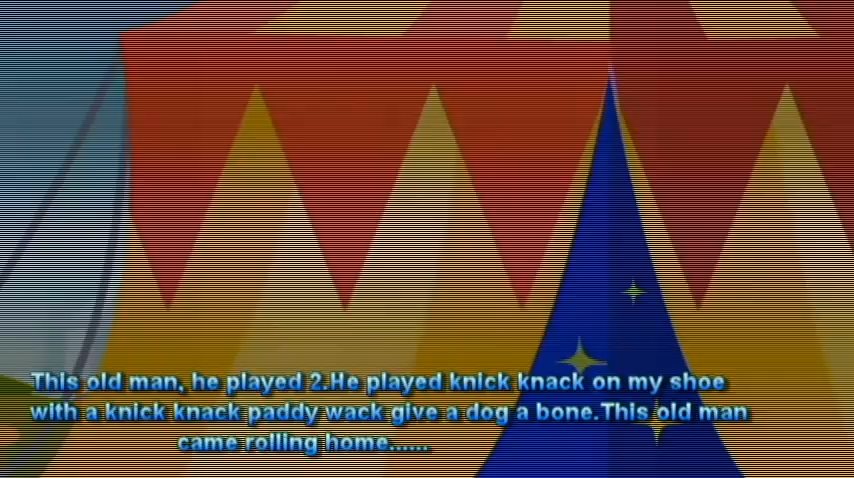 This old man, he played 2.He played knick knack on my shoe
with a knick knack paddy wack give a dog a bone.This old man
came rolling home......